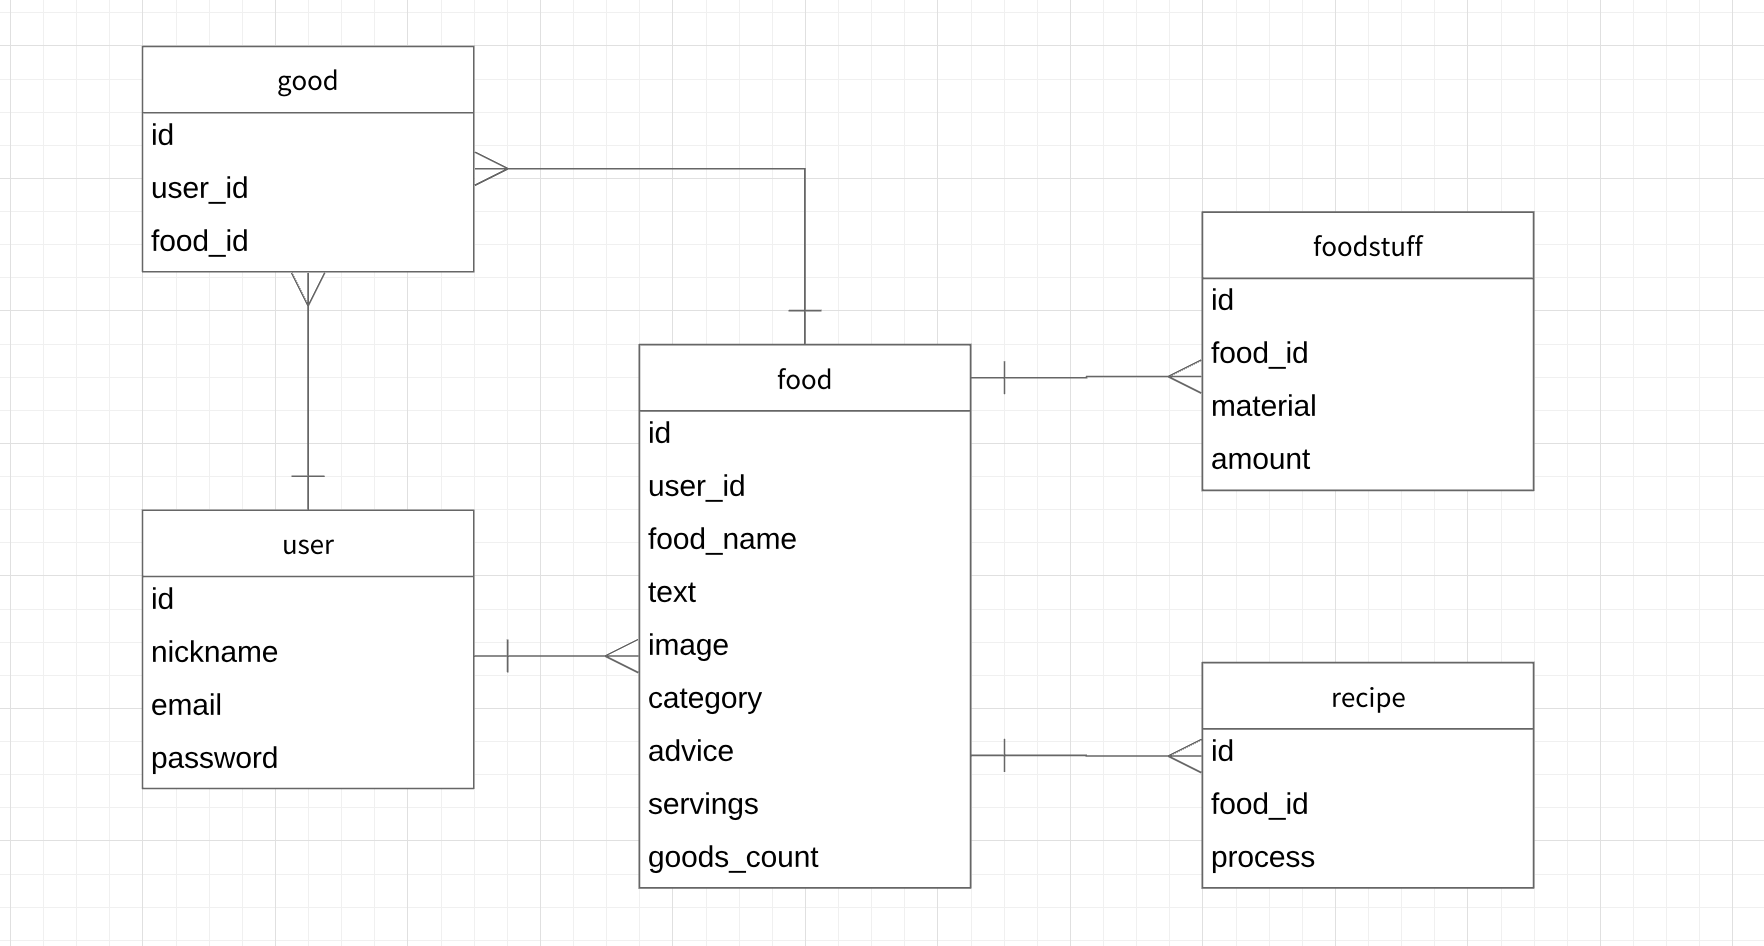 good
id
user_id
food_id
user
id
nickname
email
password
food
id
user_id
food_name
text
image
category
advice
servings
goods_count
foodstuff
id
food_id
material
amount
recipe
id
food_id
process